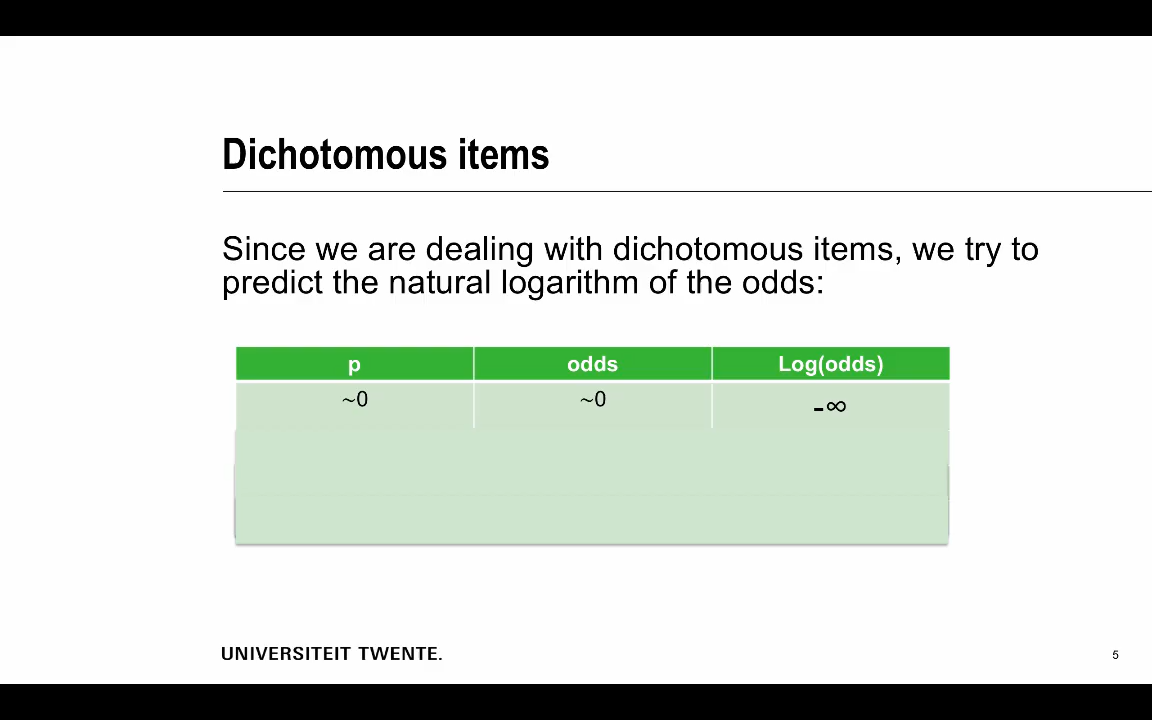 Dichotomous items
Since we are dealing with dichotomous items, we try to
predict the natural logarithm of the odds:
p odds Log(odds)
~0 ~0 -∞
UNIVERSITEIT TWENTE.
5